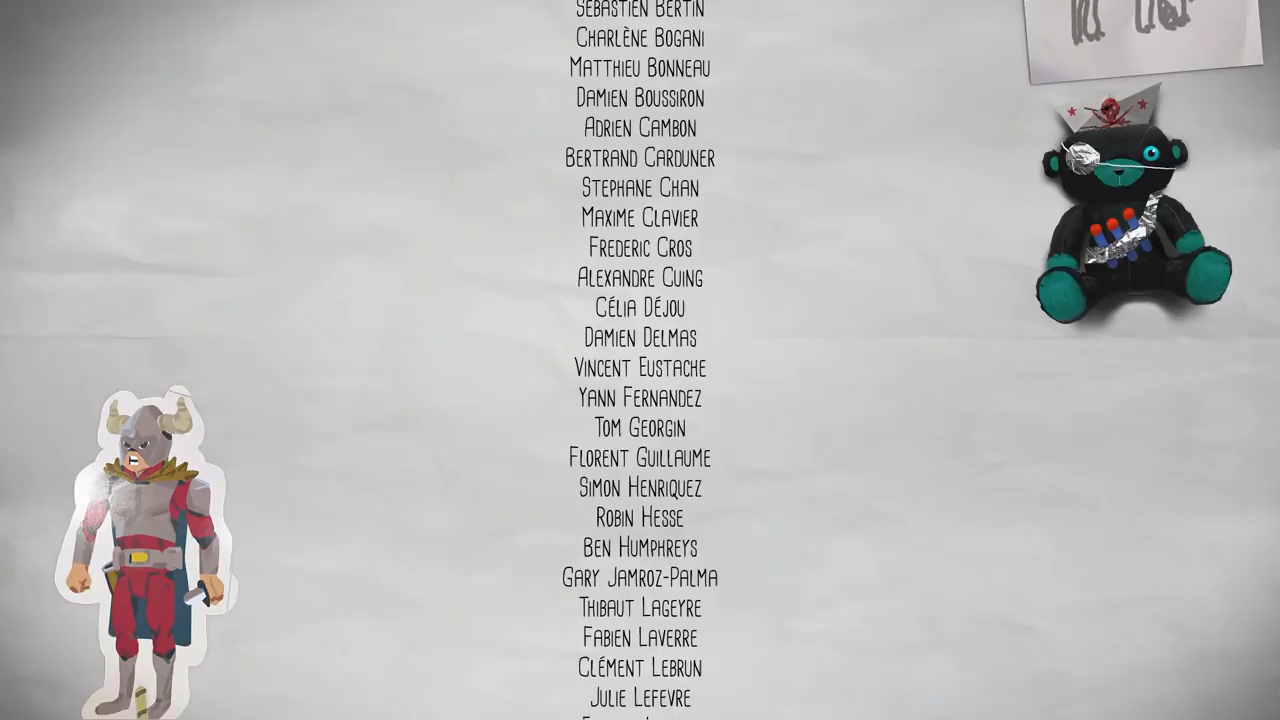 SÉBASTIEN BERTIN
CHARLÈNE BOGANI
MATTHIEU BONNEAU
DAMIEN BOUSSIRON
ADRIEN CAMBON
BERTRAND CARDUNER
STEPHANE CHAN
MAXIME CLAVIER
FREDERIC CROS
ALEXANDRE CUING
CÉLIA DÉJOU
DAMIEN DELMAS
VINCENT EUSTACHE
YANN FERNANDEZ
TOM GEORGIN
FLORENT GUILLAUME
SIMON HENRIQUEZ
ROBIN HESSE
BEN HUMPHREYS
GARY JAMROZ-PALMA
THIBAUT LAGEYRE
FABIEN LAVERRE
CLÉMENT LEBRUN
JULIE LEFEVRE